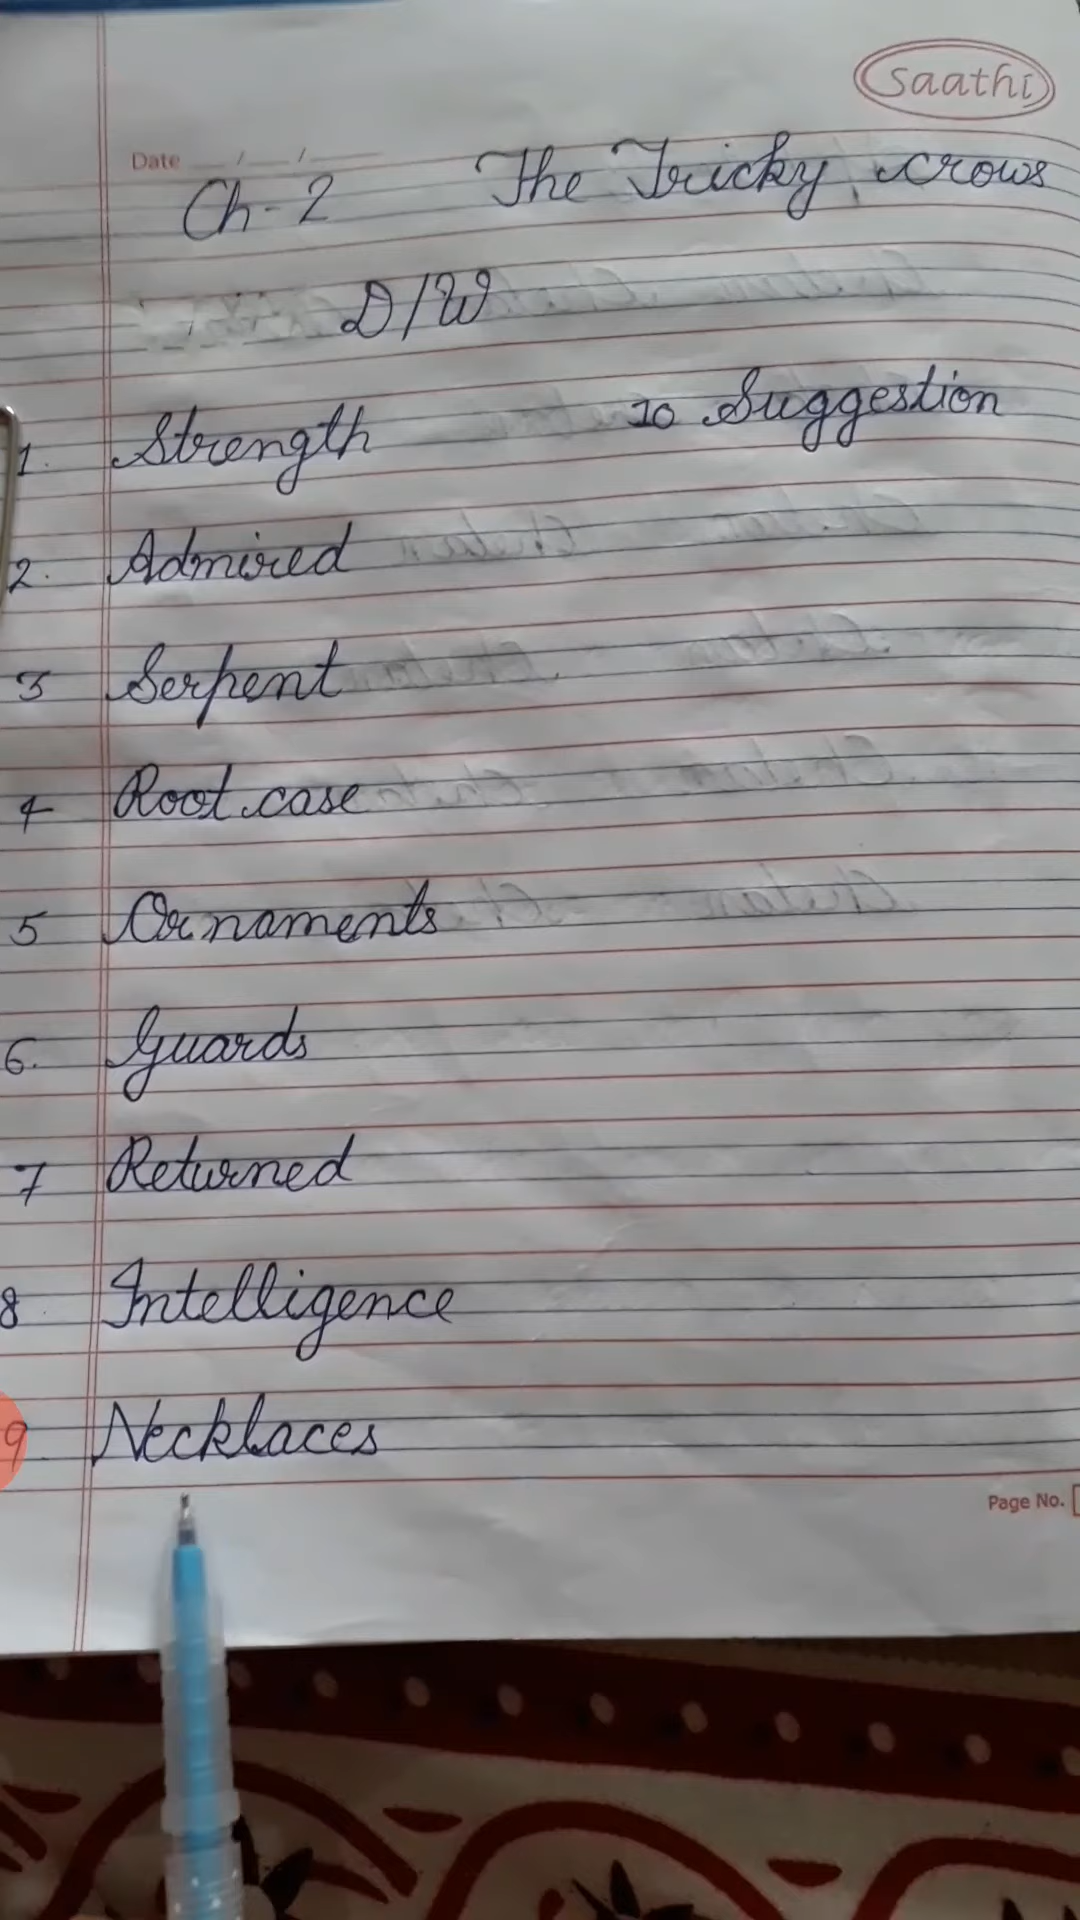 Saathi
Date
Ch-2 The Tricky crows
D/W
1. Strength
2. Admired
3 Serpent
4 Root case
5 Ornaments
6. Guards
7 Returned
8 Intelligence
9. Necklaces
10 Suggestion
Page No.